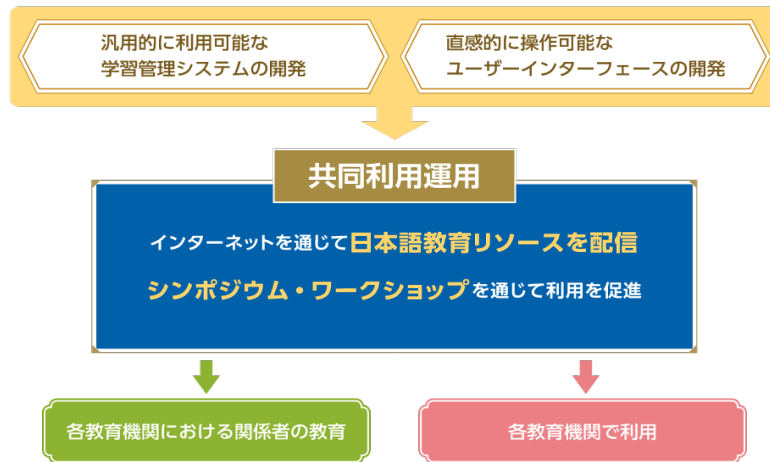 汎用的に利用可能な
学習管理システムの開発
直感的に操作可能な
ユーザーインターフェースの開発
共同利用運用
インターネットを通じて日本語教育リソースを配信
シンポジウム・ワークショップを通じて利用を促進
各教育機関における関係者の教育
各教育機関で利用